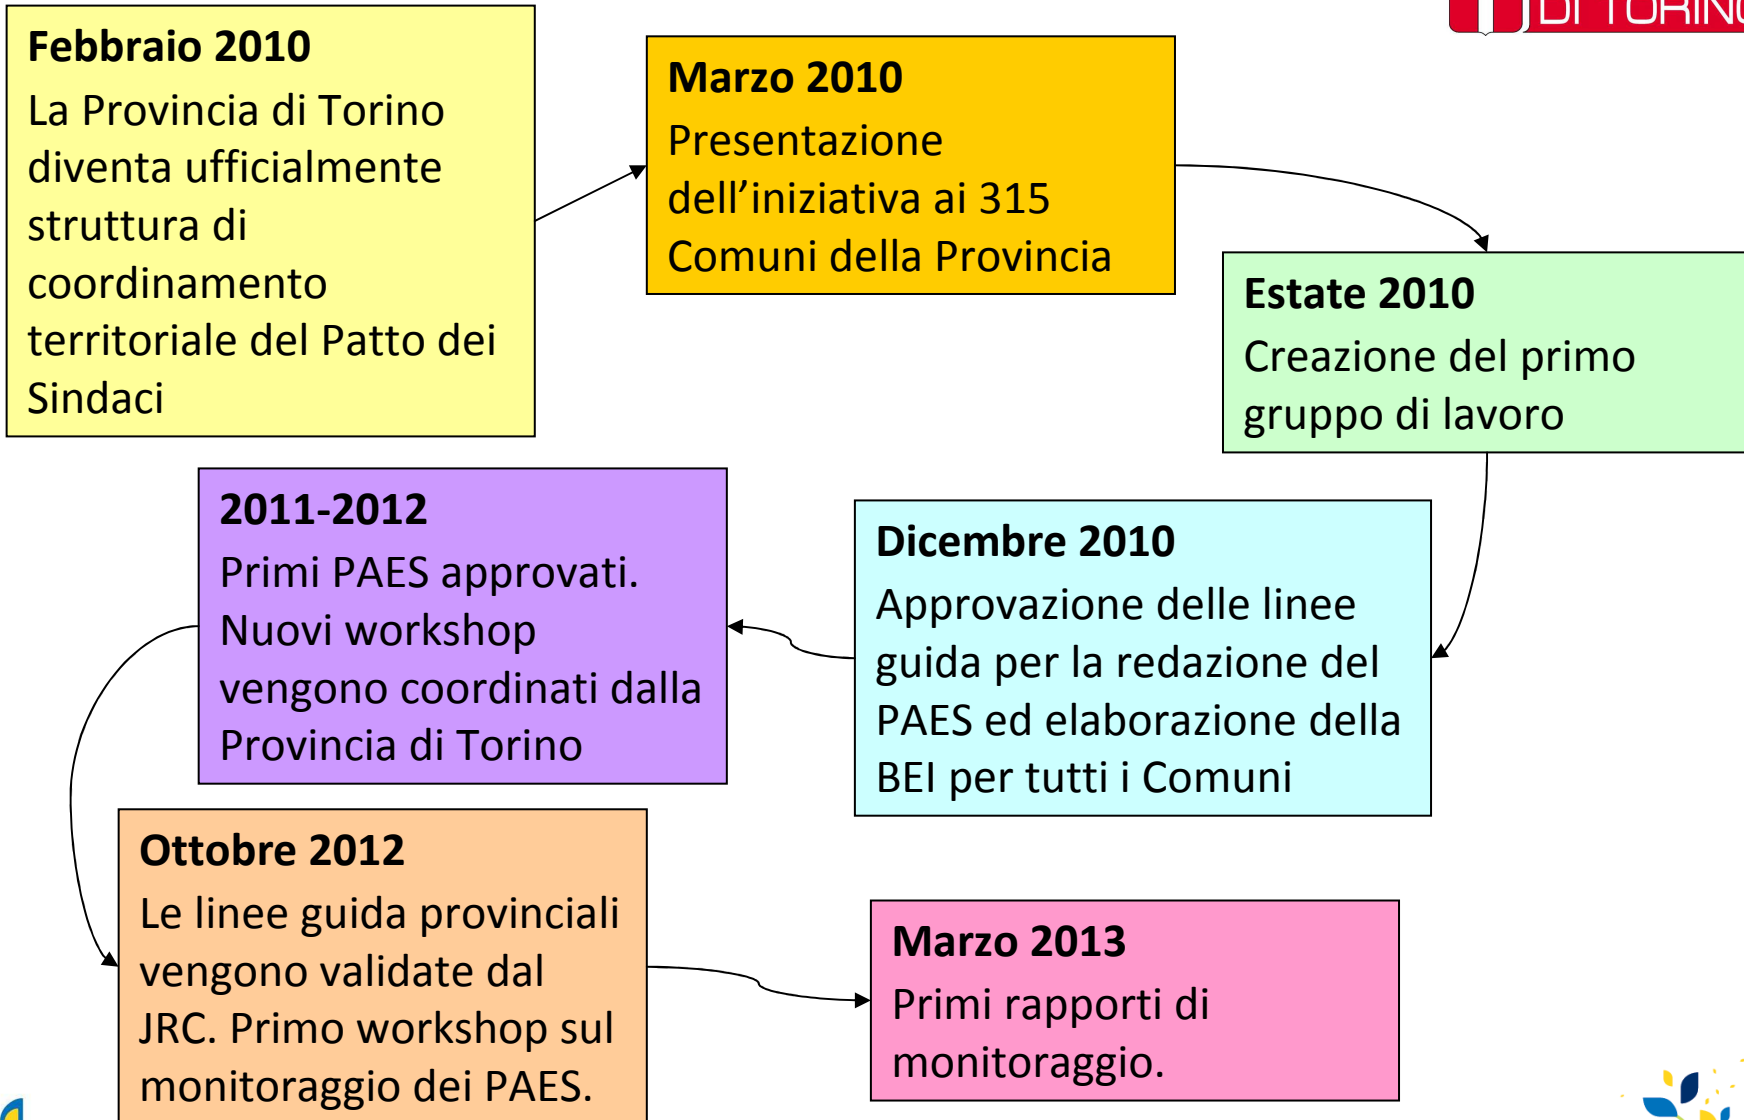 DI TORINO
Febbraio 2010
La Provincia di Torino
diventa ufficialmente
struttura di
coordinamento
territoriale del Patto dei
Sindaci
Marzo 2010
Presentazione
dell’iniziativa ai 315
Comuni della Provincia
Estate 2010
Creazione del primo
gruppo di lavoro
Dicembre 2010
Approvazione delle linee
guida per la redazione del
PAES ed elaborazione della
BEI per tutti i Comuni
2011-2012
Primi PAES approvati.
Nuovi workshop
vengono coordinati dalla
Provincia di Torino
Ottobre 2012
Le linee guida provinciali
vengono validate dal
JRC. Primo workshop sul
monitoraggio dei PAES.
Marzo 2013
Primi rapporti di
monitoraggio.